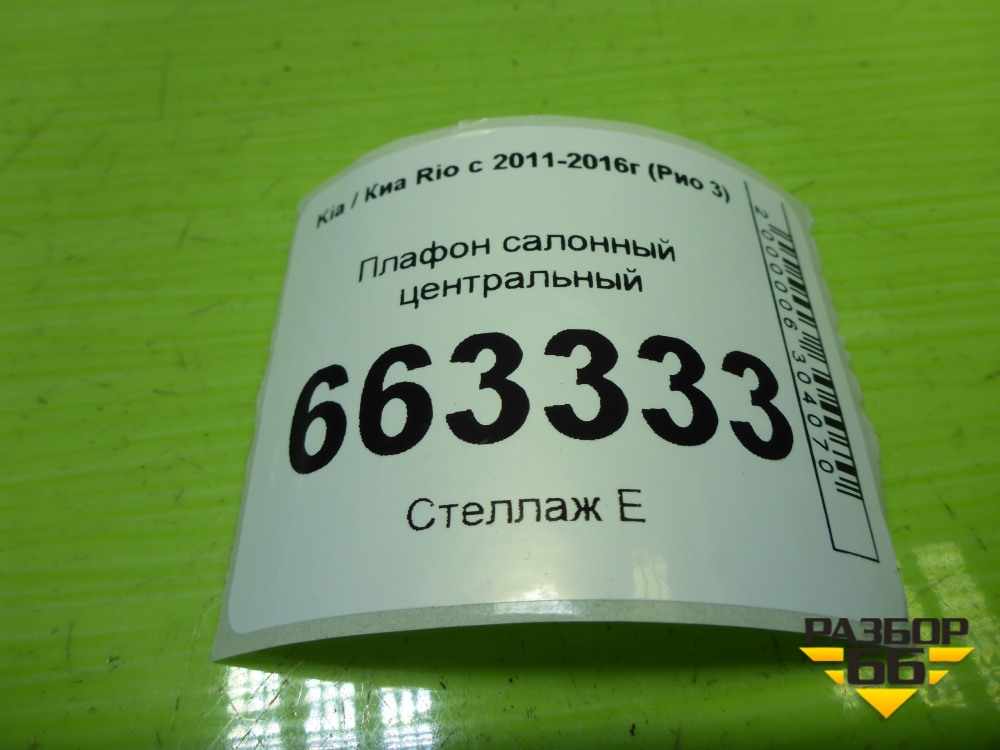 Kia / Киа Rio с 2011-2016г (Рио 3)
Плафон салонный
центральный
663333
Стеллаж Е
2000006304070
РАЗБОР
66